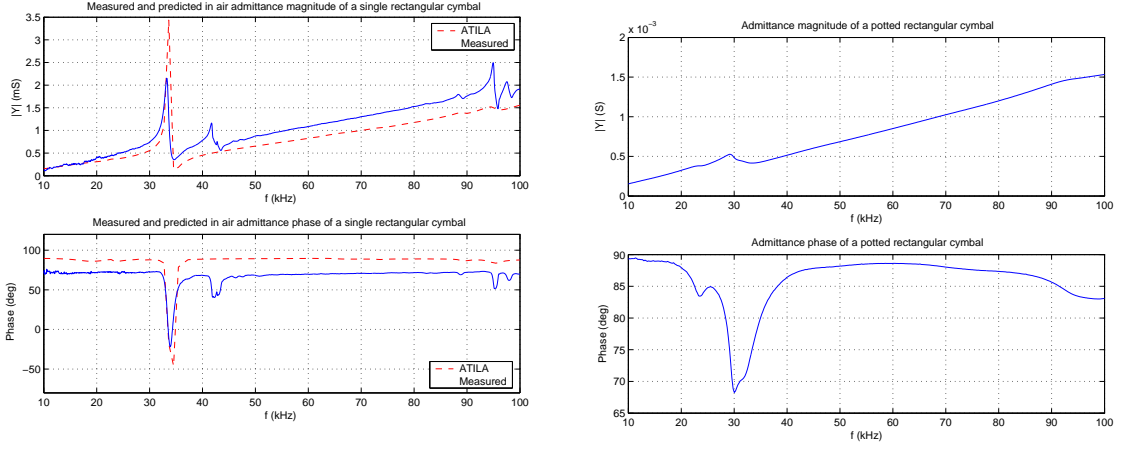 Measured and predicted in air admittance magnitude of a single rectangular cymbal
3.5
3
2.5
2
1.5
1
0.5
0
|Y| (mS)
ATILA
Measured
10 20 30 40 50 60 70 80 90 100
f (kHz)
Measured and predicted in air admittance phase of a single rectangular cymbal
100
50
0
−50
Phase (deg)
ATILA
Measured
10 20 30 40 50 60 70 80 90 100
f (kHz)
Admittance magnitude of a potted rectangular cymbal
x 10−3
2
1.5
1
0.5
0
|Y| (S)
10 20 30 40 50 60 70 80 90 100
f (kHz)
Admittance phase of a potted rectangular cymbal
90
85
80
75
70
65
Phase (deg)
10 20 30 40 50 60 70 80 90 100
f (kHz)